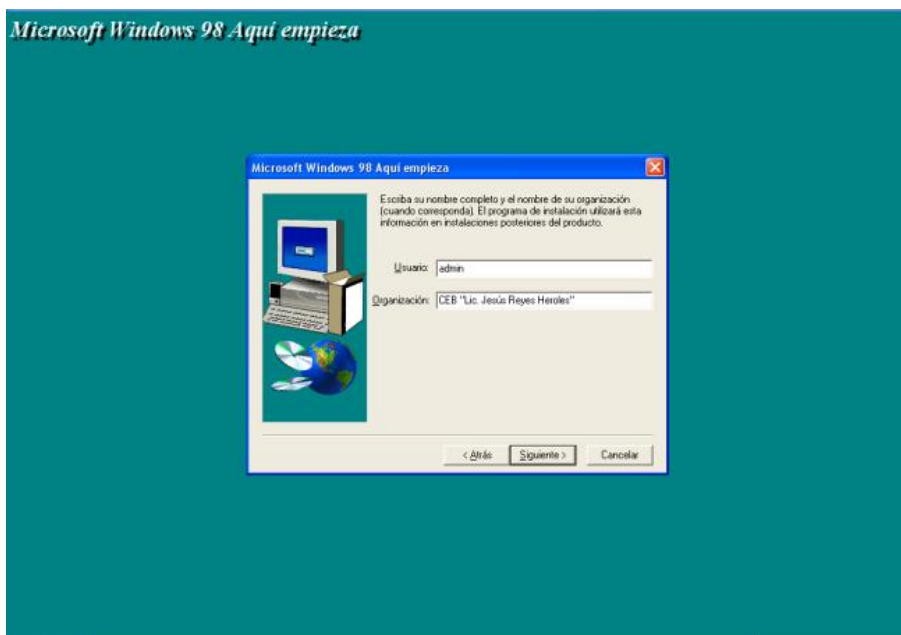 Microsoft Windows 98 Aquí empieza
Microsoft Windows 98 Aquí empieza
Escriba su nombre completo y el nombre de su organización
(cuando corresponda). El programa de instalación utilizará esta
información en instalaciones posteriores del producto.
Usuario: admin
Organización: CEB "Lic. Jesús Reyes Heroles"
< Atrás Siguiente > Cancelar